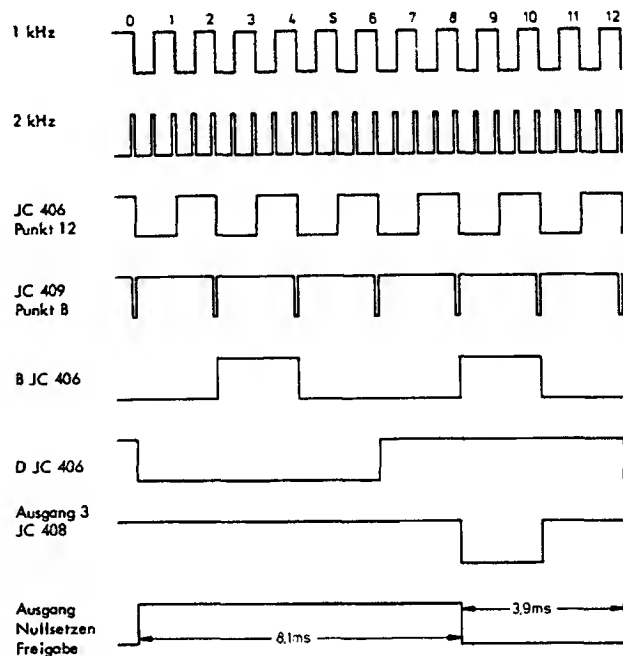 0 1 2 3 4 5 6 7 8 9 10 11 12
1 kHz
2 kHz
JC 406
Punkt 12
JC 409
Punkt B
B JC 406
D JC 406
Ausgang 3
JC 408
Ausgang
Nullsetzen
Freigabe
8,1ms
3,9ms